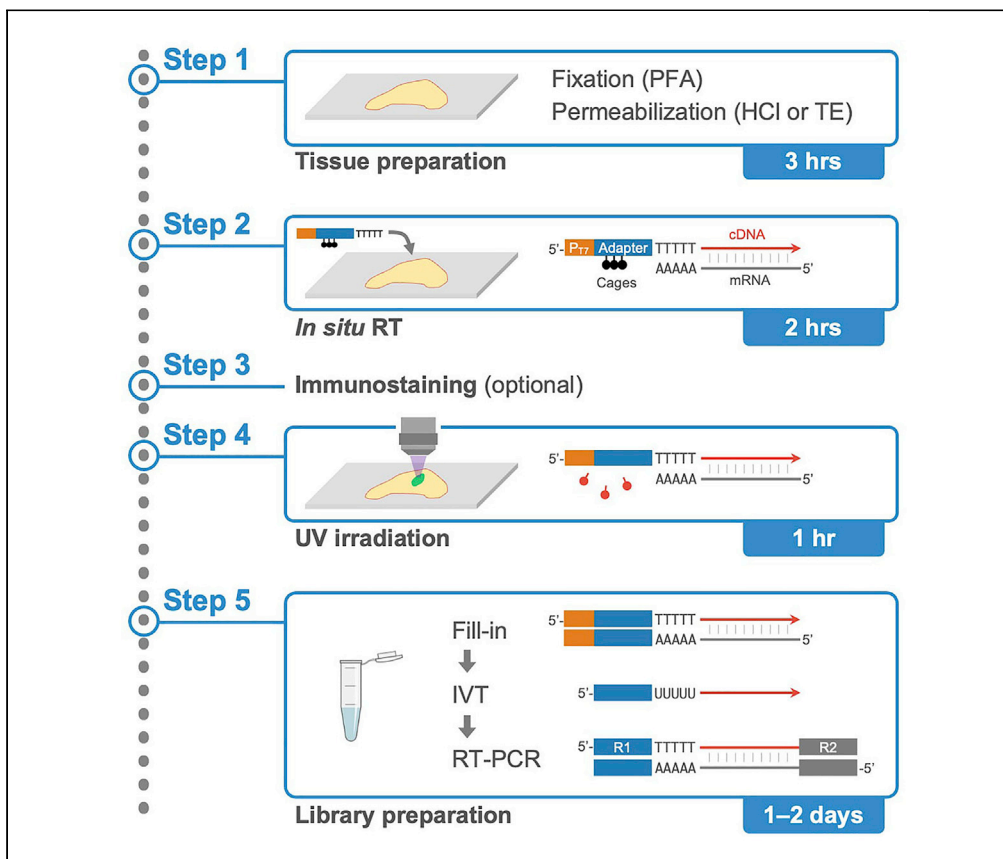 Step 1
Fixation (PFA)
Permeabilization (HCl or TE)
Tissue preparation
3 hrs
Step 2
TTTTT
cDNA
5’- PT7 Adapter TTTTT
AAAAA 5’
Cages
mRNA
In situ RT
2 hrs
Step 3
Immunostaining (optional)
Step 4
5’- TTTTT
AAAAA 5’
UV irradiation
1 hr
Step 5
Fill-in
5’- TTTTT
AAAAA 5’
IVT
5’- UUUUU
RT-PCR
5’- R1 TTTTT R2
AAAAA -5’
Library preparation
1–2 days